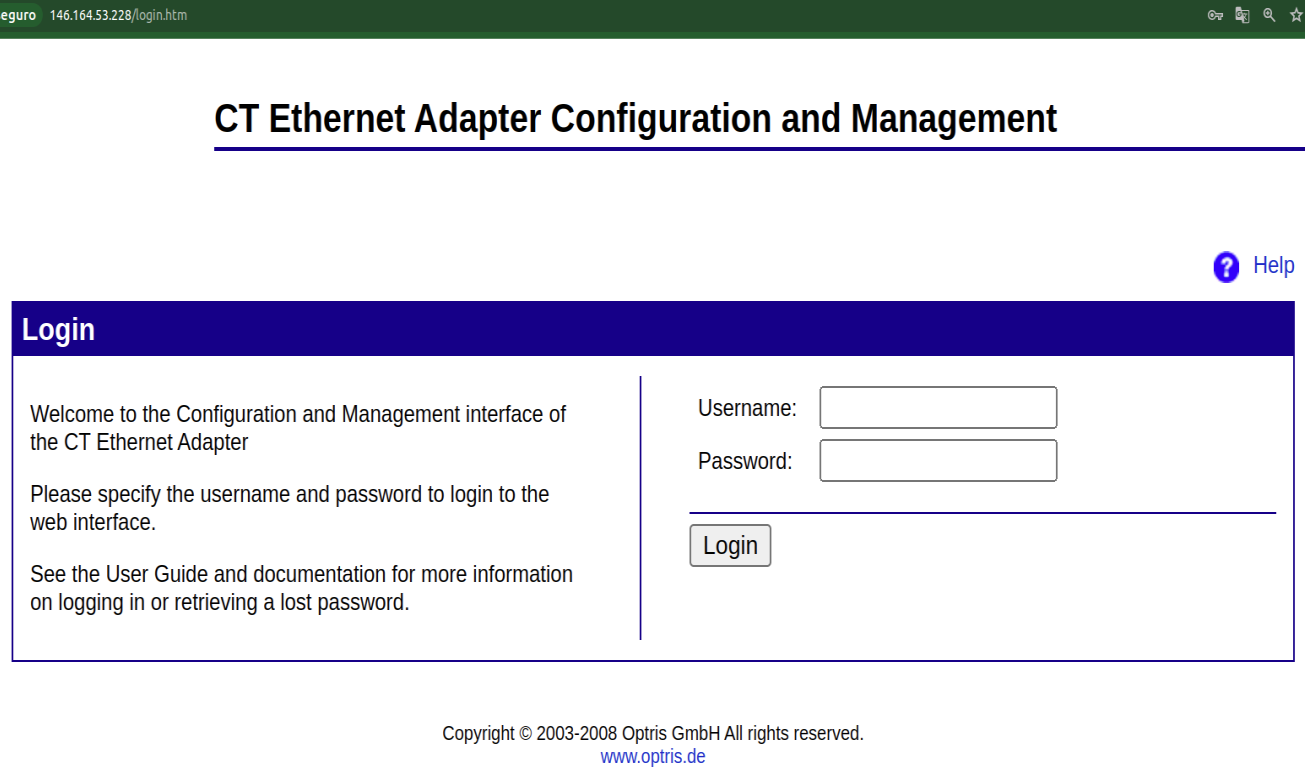 eguro 146.164.53.228/login.htm
CT Ethernet Adapter Configuration and Management
Help
Login
Welcome to the Configuration and Management interface of
the CT Ethernet Adapter
Please specify the username and password to login to the
web interface.
See the User Guide and documentation for more information
on logging in or retrieving a lost password.
Username:
Password:
Login
Copyright © 2003-2008 Optris GmbH All rights reserved.
www.optris.de